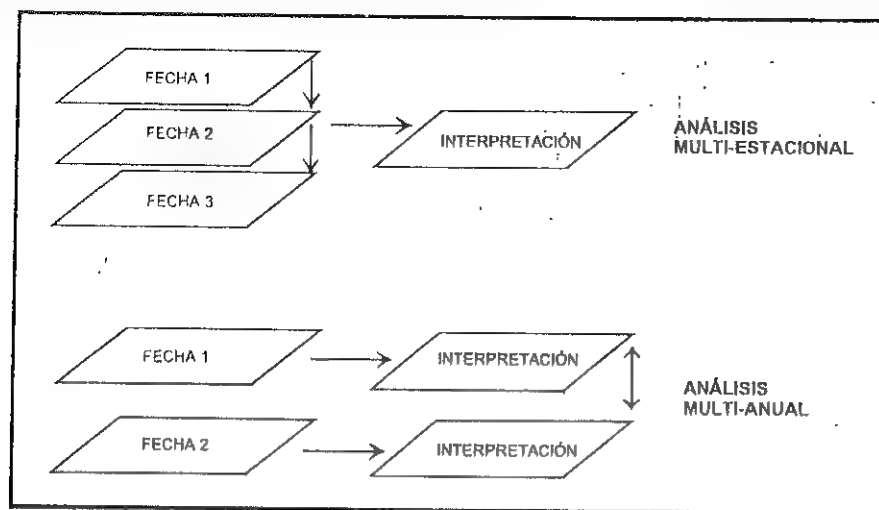 FECHA 1
FECHA 2
FECHA 3
INTERPRETACIÓN
ANÁLISIS
MULTI-ESTACIONAL
FECHA 1
INTERPRETACIÓN
FECHA 2
INTERPRETACIÓN
ANÁLISIS
MULTI-ANUAL